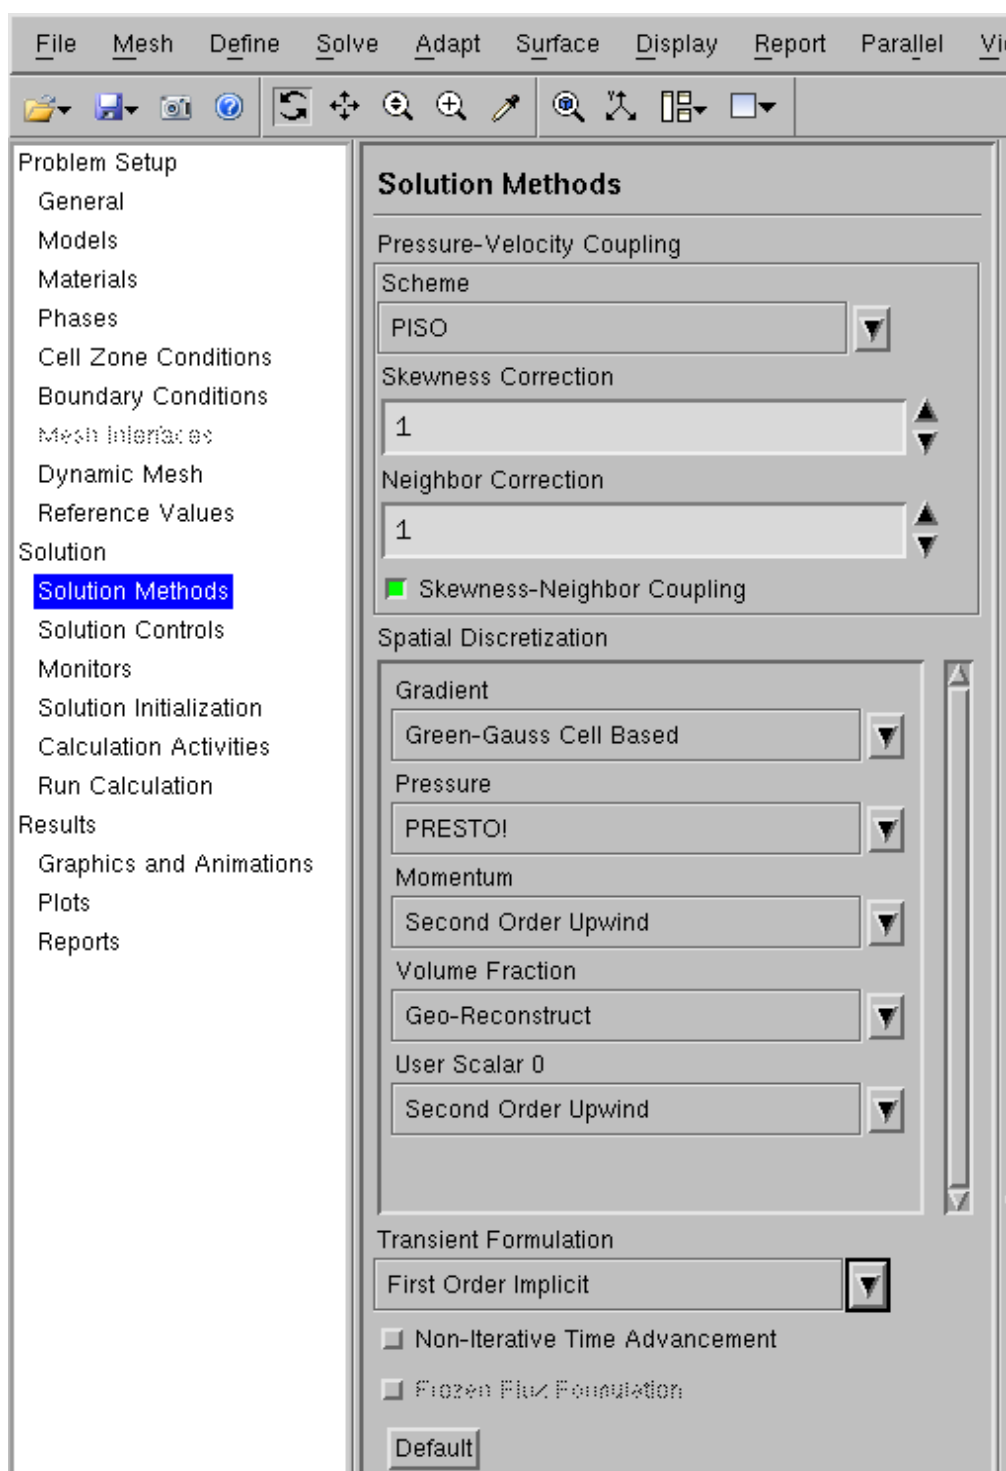 File Mesh Define Solve Adapt Surface Display Report Parallel Vi
Problem Setup
General
Models
Materials
Phases
Cell Zone Conditions
Boundary Conditions
Mesh Interfaces
Dynamic Mesh
Reference Values
Solution
Solution Methods
Solution Controls
Monitors
Solution Initialization
Calculation Activities
Run Calculation
Results
Graphics and Animations
Plots
Reports
Solution Methods
Pressure-Velocity Coupling
Scheme
PISO
Skewness Correction
1
Neighbor Correction
1
Skewness-Neighbor Coupling
Spatial Discretization
Gradient
Green-Gauss Cell Based
Pressure
PRESTO!
Momentum
Second Order Upwind
Volume Fraction
Geo-Reconstruct
User Scalar 0
Second Order Upwind
Transient Formulation
First Order Implicit
Non-Iterative Time Advancement
Frozen Flux Formulation
Default